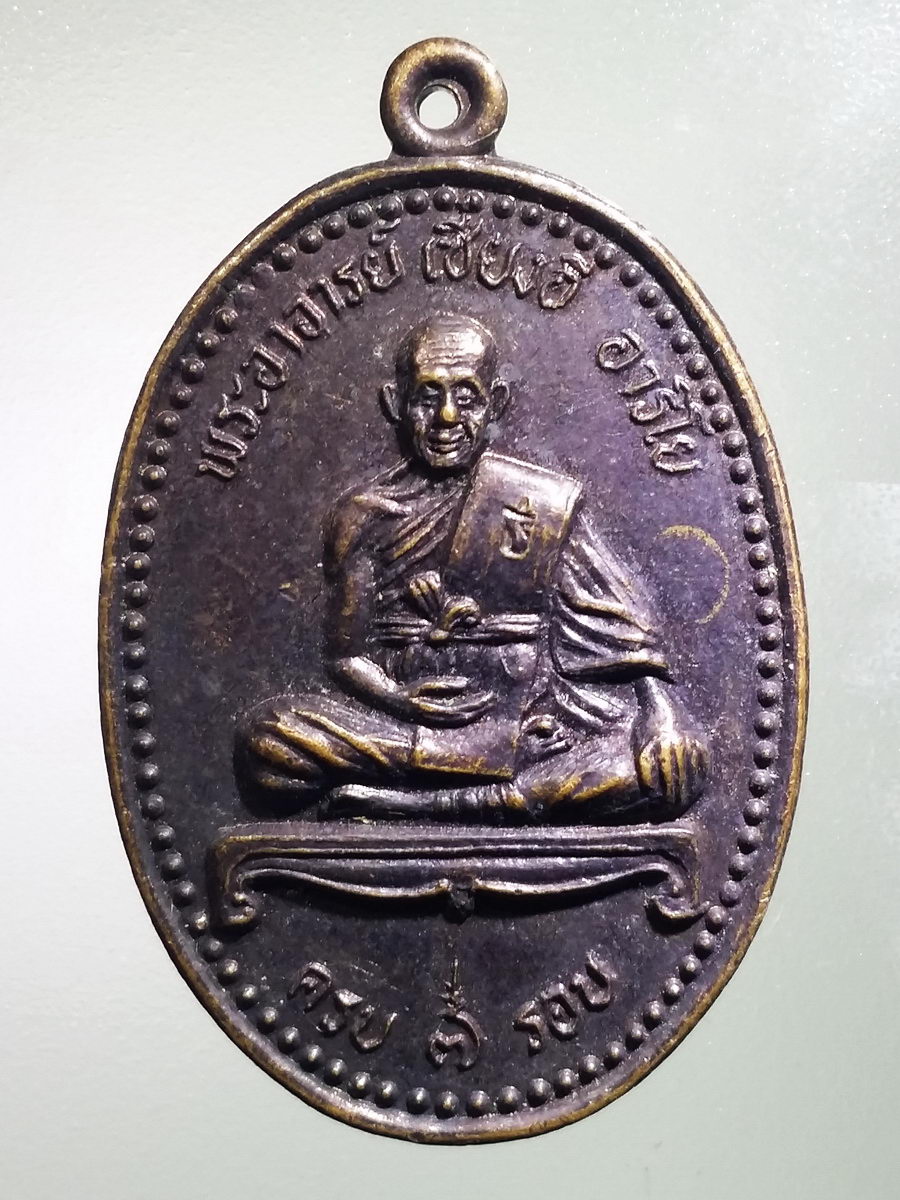 พระอาจารย์ เชียงอี อาริโย
ครบ ๗ รอบ